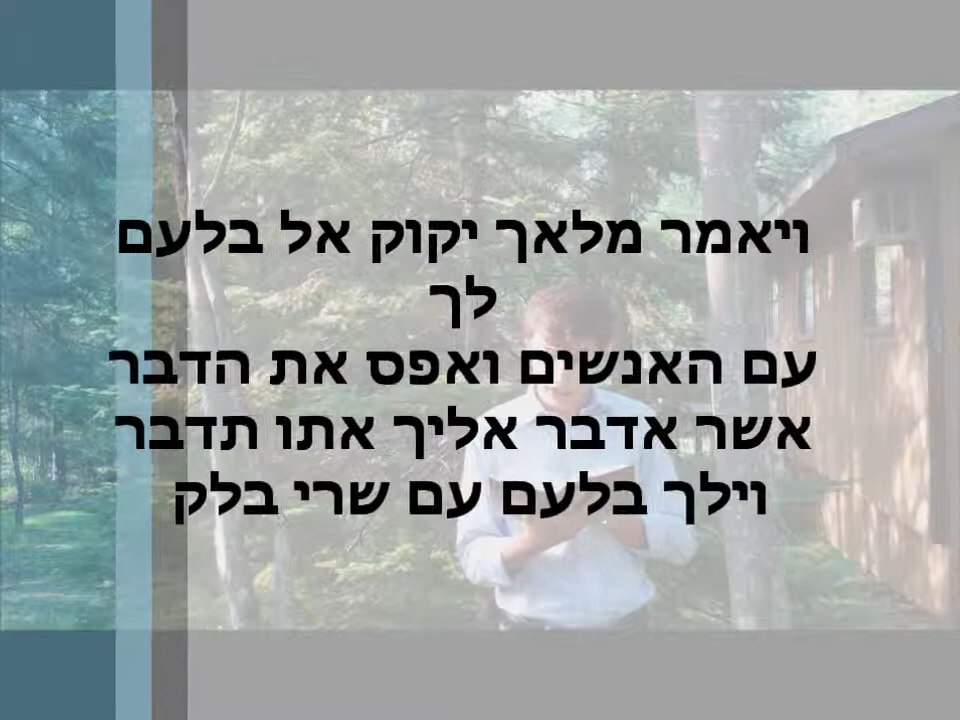 ויאמר מלאך יקוק אל בלעם
לך
עם האנשים ואפס את הדבר
אשר אדבר אליך אתו תדבר
וילך בלעם עם שרי בלק